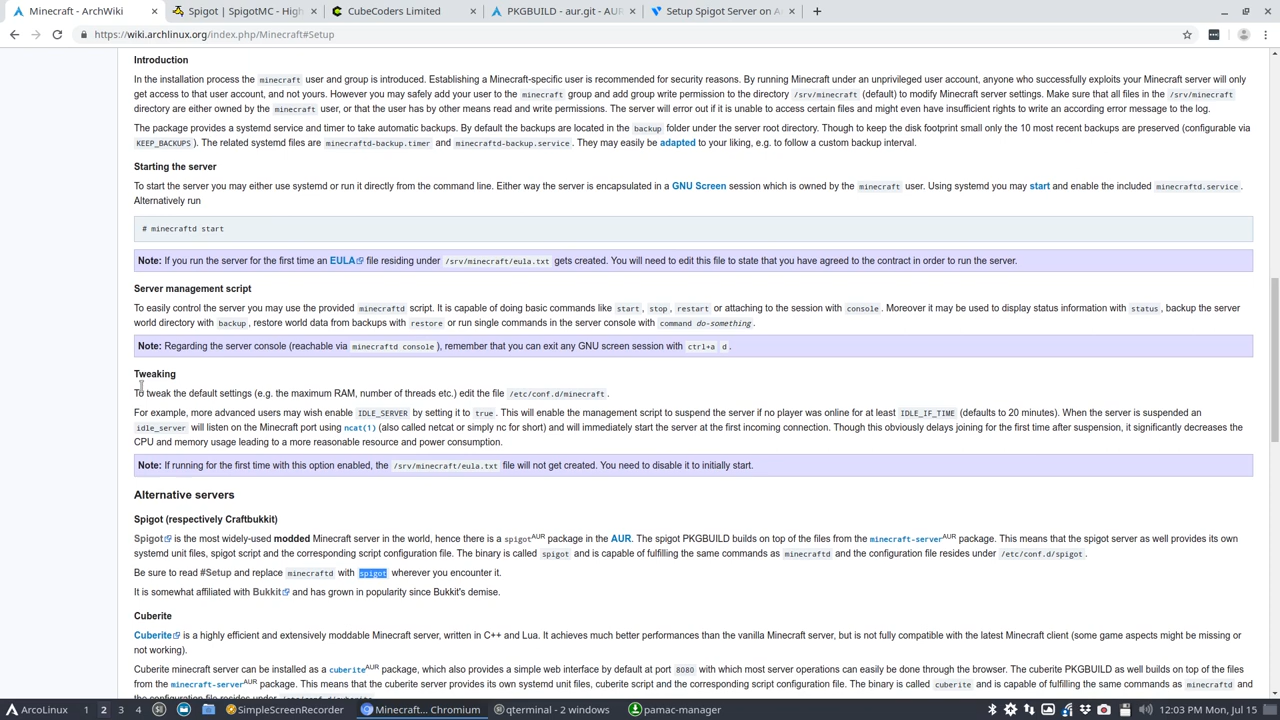 Minecraft - ArchWiki
Spigot | SpigotMC - High
CubeCoders Limited
PKGBUILD - aur.git - AUR
Setup Spigot Server on A
https://wiki.archlinux.org/index.php/Minecraft#Setup
Introduction
In the installation process the minecraft user and group is introduced. Establishing a Minecraft-specific user is recommended for security reasons. By running Minecraft under an unprivileged user account, anyone who successfully exploits your Minecraft server will only
get access to that user account, and not yours. However you may safely add your user to the minecraft group and add group write permission to the directory /srv/minecraft (default) to modify Minecraft server settings. Make sure that all files in the /srv/minecraft
directory are either owned by the minecraft user, or that the user has by other means read and write permissions. The server will error out if it is unable to access certain files and might even have insufficient rights to write an according error message to the log.
The package provides a systemd service and timer to take automatic backups. By default the backups are located in the backup folder under the server root directory. Though to keep the disk footprint small only the 10 most recent backups are preserved (configurable via
KEEP_BACKUPS ). The related systemd files are minecraftd-backup.timer and minecraftd-backup.service . They may easily be adapted to your liking, e.g. to follow a custom backup interval.
Starting the server
To start the server you may either use systemd or run it directly from the command line. Either way the server is encapsulated in a GNU Screen session which is owned by the minecraft user. Using systemd you may start and enable the included minecraftd.service .
Alternatively run
# minecraftd start
Note: If you run the server for the first time an EULA file residing under /srv/minecraft/eula.txt gets created. You will need to edit this file to state that you have agreed to the contract in order to run the server.
Server management script
To easily control the server you may use the provided minecraftd script. It is capable of doing basic commands like start , stop , restart or attaching to the session with console . Moreover it may be used to display status information with status , backup the server
world directory with backup , restore world data from backups with restore or run single commands in the server console with command do-something .
Note: Regarding the server console (reachable via minecraftd console ), remember that you can exit any GNU screen session with ctrl+a d .
Tweaking
To tweak the default settings (e.g. the maximum RAM, number of threads etc.) edit the file /etc/conf.d/minecraft .
For example, more advanced users may wish enable IDLE_SERVER by setting it to true . This will enable the management script to suspend the server if no player was online for at least IDLE_IF_TIME (defaults to 20 minutes). When the server is suspended an
idle_server will listen on the Minecraft port using ncat(1) (also called netcat or simply nc for short) and will immediately start the server at the first incoming connection. Though this obviously delays joining for the first time after suspension, it significantly decreases the
CPU and memory usage leading to a more reasonable resource and power consumption.
Note: If running for the first time with this option enabled, the /srv/minecraft/eula.txt file will not get created. You need to disable it to initially start.
Alternative servers
Spigot (respectively Craftbukkit)
Spigot is the most widely-used modded Minecraft server in the world, hence there is a spigotAUR package in the AUR. The spigot PKGBUILD builds on top of the files from the minecraft-serverAUR package. This means that the spigot server as well provides its own
systemd unit files, spigot script and the corresponding script configuration file. The binary is called spigot and is capable of fulfilling the same commands as minecraftd and the configuration file resides under /etc/conf.d/spigot .
Be sure to read #Setup and replace minecraftd with spigot wherever you encounter it.
It is somewhat affiliated with Bukkit and has grown in popularity since Bukkit's demise.
Cuberite
Cuberite is a highly efficient and extensively moddable Minecraft server, written in C++ and Lua. It achieves much better performances than the vanilla Minecraft server, but is not fully compatible with the latest Minecraft client (some game aspects might be missing or
not working).
Cuberite minecraft server can be installed as a cuberiteAUR package, which also provides a simple web interface by default at port 8080 with which most server operations can easily be done through the browser. The cuberite PKGBUILD as well builds on top of the files
from the minecraft-serverAUR package. This means that the cuberite server provides its own systemd unit files, cuberite script and the corresponding script configuration file. The binary is called cuberite and is capable of fulfilling the same commands as minecraftd and
the configuration file resides under /etc/conf.d/cuberite
ArcoLinux 1 2 3 4 SimpleScreenRecorder Minecraft... Chromium qterminal - 2 windows pamac-manager 12:03 PM Mon, Jul 15